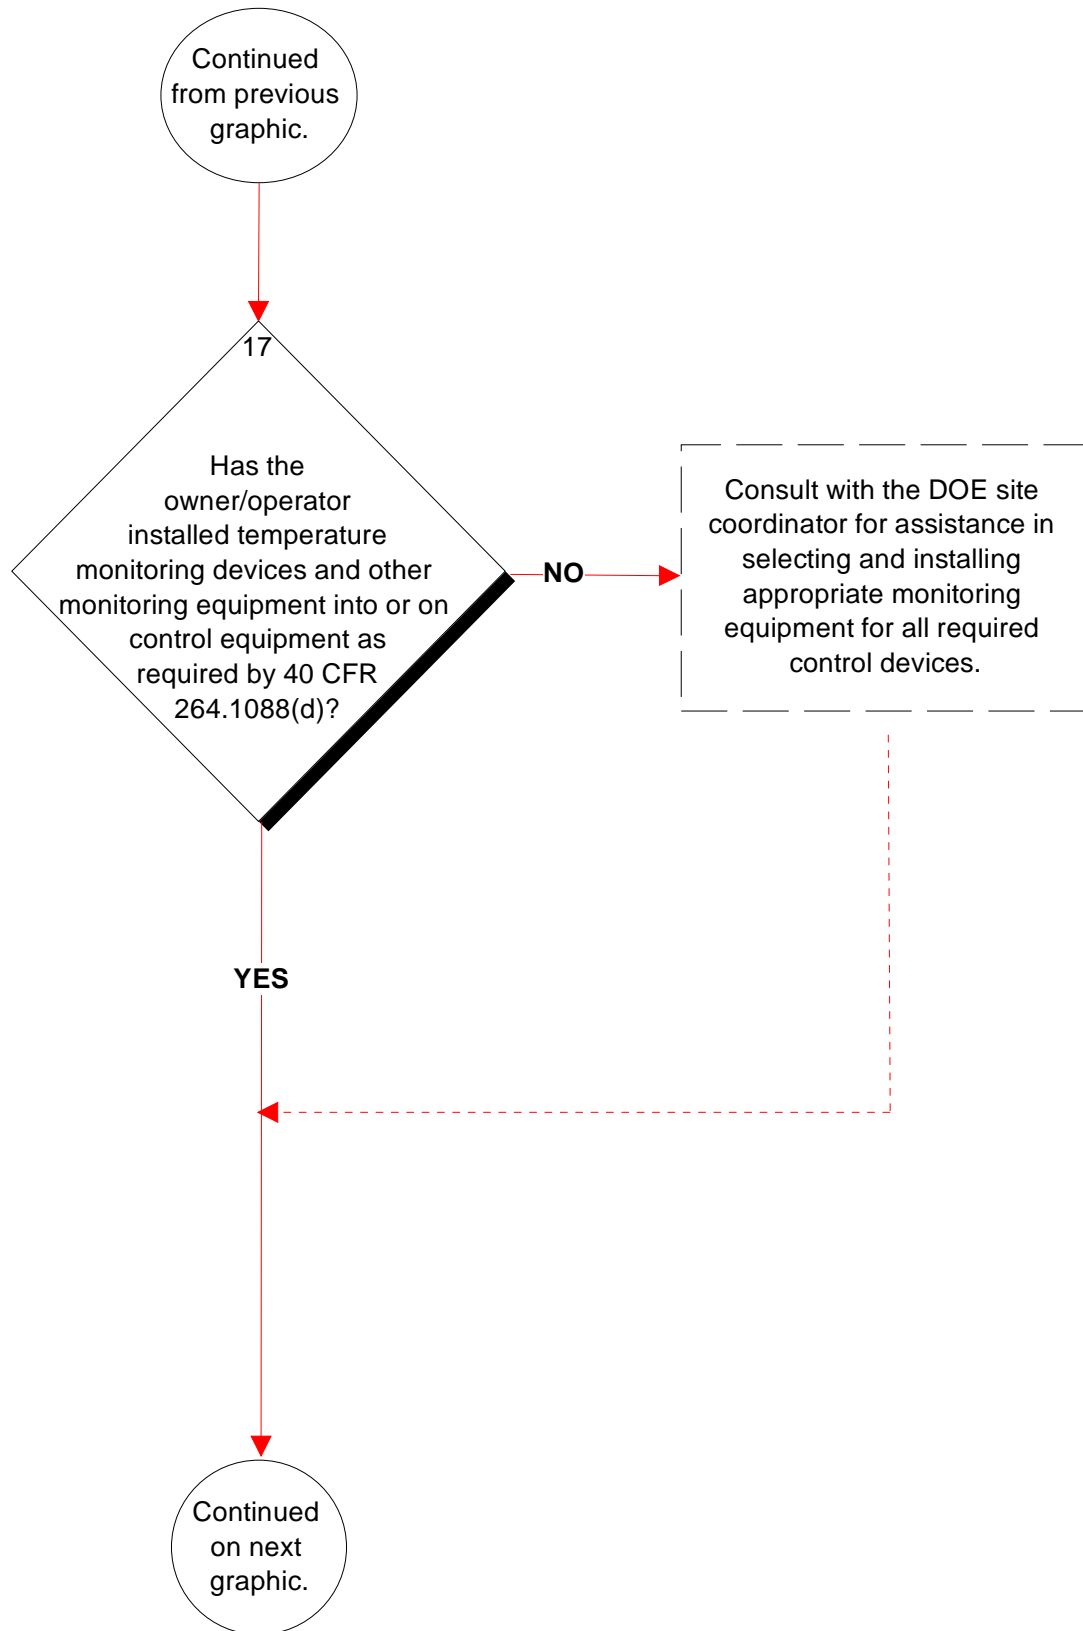 Continued
from previous
graphic.
17
Has the
owner/operator
installed temperature
monitoring devices and other
monitoring equipment into or on
control equipment as
required by 40 CFR
264.1088(d)?
NO
Consult with the DOE site
coordinator for assistance in
selecting and installing
appropriate monitoring
equipment for all required
control devices.
YES
Continued
on next
graphic.